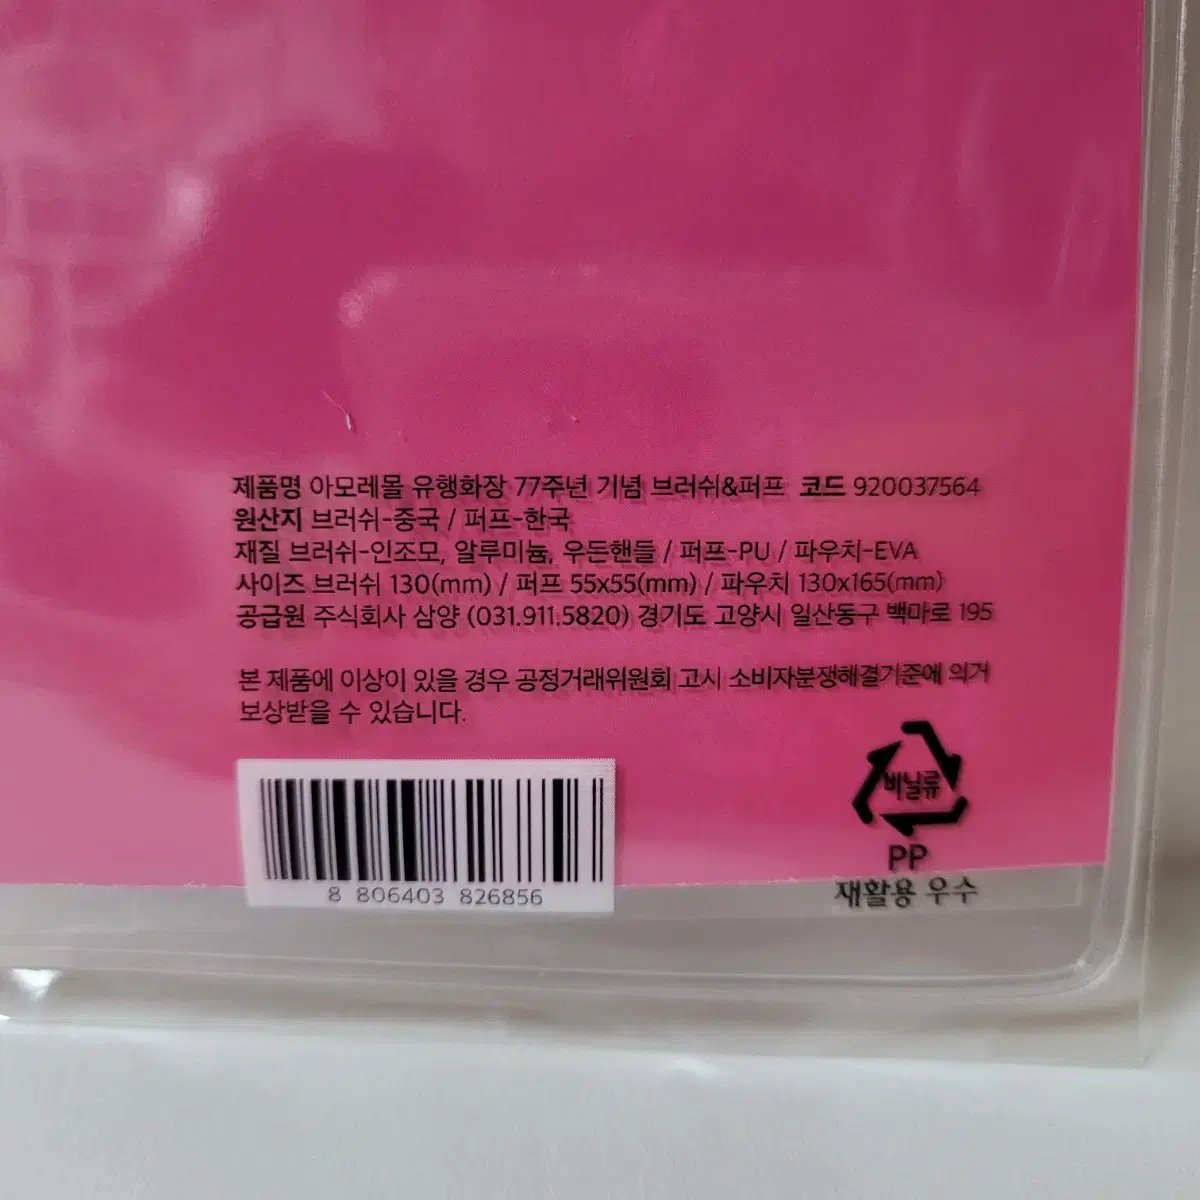 제품명 아모레몰 유행화장 77주년 기념 브러쉬&퍼프 코드 920037564
원산지 브러쉬-중국 / 퍼프-한국
재질 브러쉬-인조모, 알루미늄, 우든핸들 / 퍼프-PU / 파우치-EVA
사이즈 브러쉬 130(mm) / 퍼프 55x55(mm) / 파우치 130x165(mm)
공급원 주식회사 삼양 (031.911.5820) 경기도 고양시 일산동구 백마로 195
본 제품에 이상이 있을 경우 공정거래위원회 고시 소비자분쟁해결기준에 의거
보상받을 수 있습니다.
8 806403 826856
비닐류
PP
재활용 우수